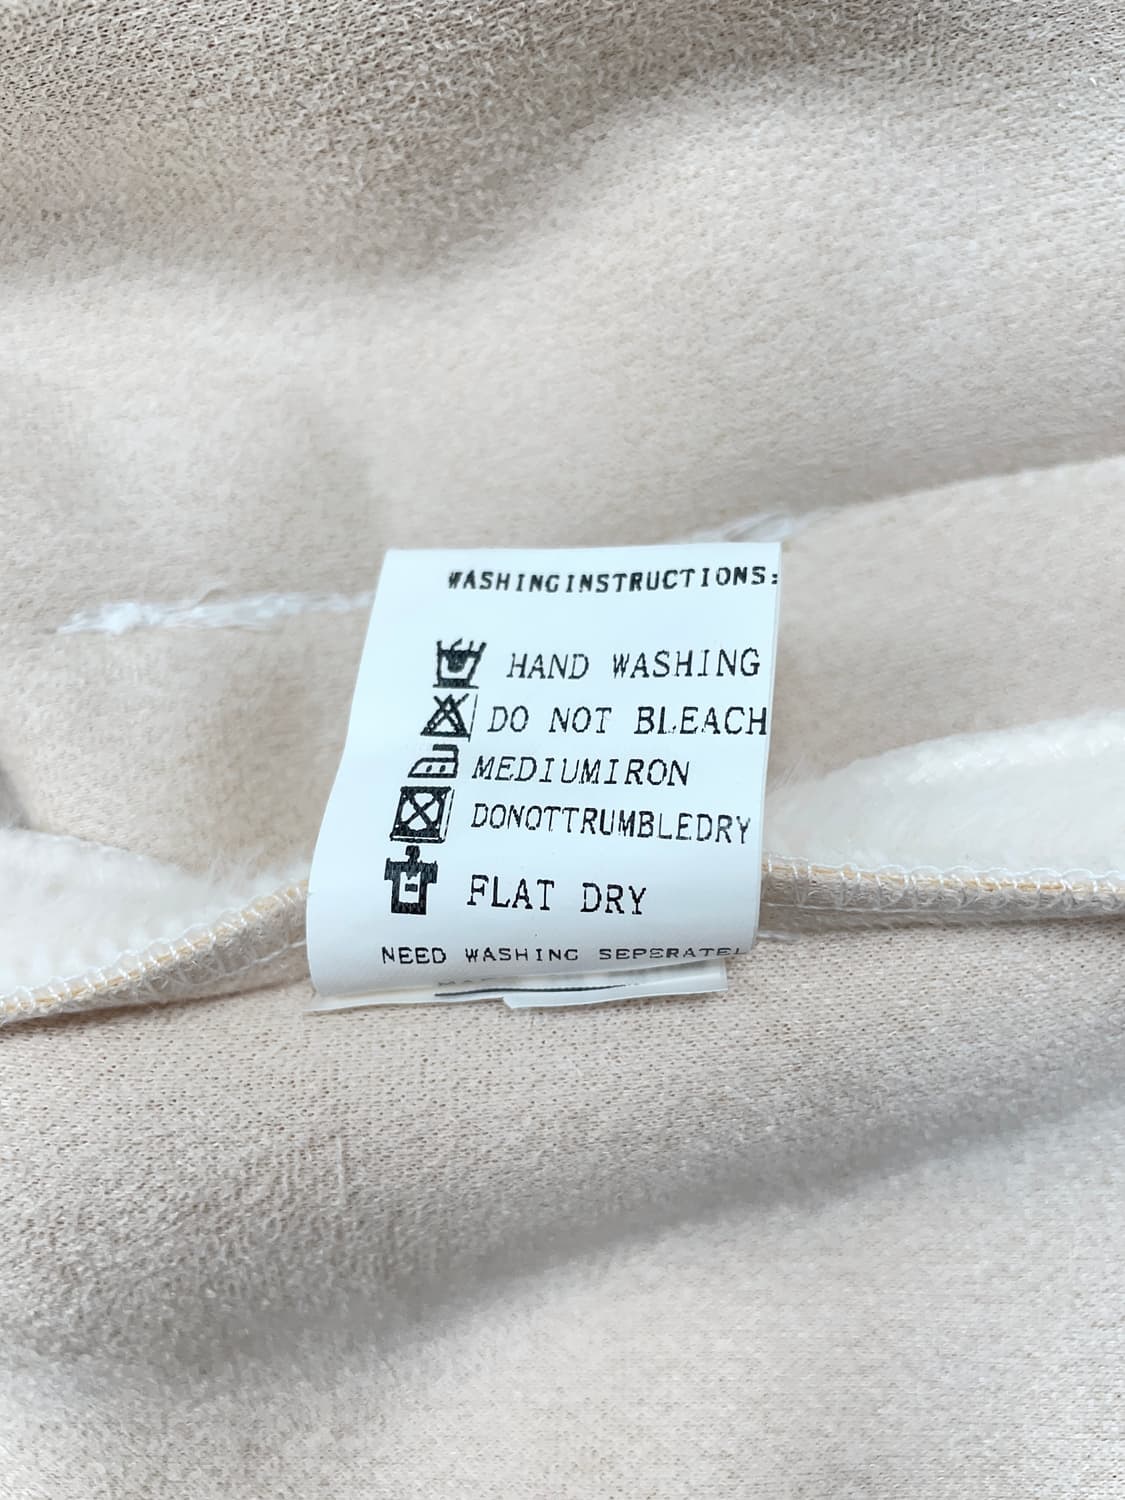 WASHINGINSTRUCTIONS:
HAND WASHING
DO NOT BLEACH
MEDIUMIRON
DONOTTRUMBLEDRY
FLAT DRY
NEED WASHING SEPERATEL